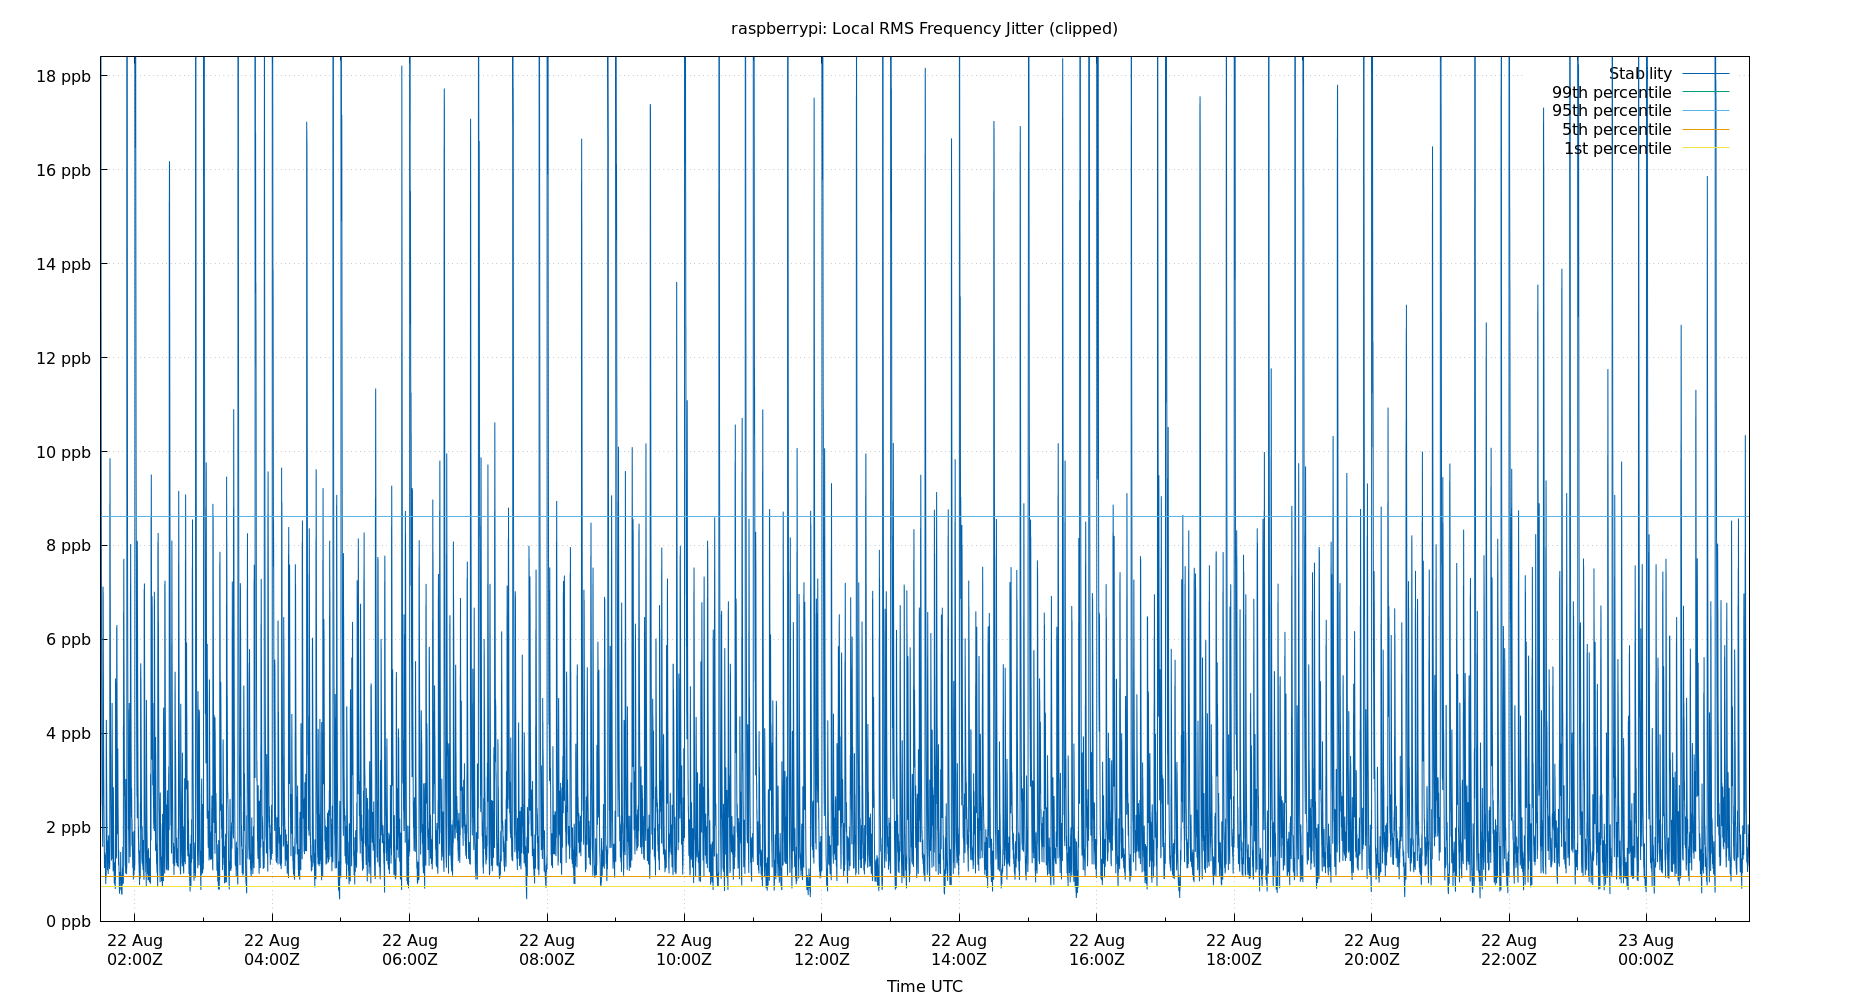 raspberrypi: Local RMS Frequency Jitter (clipped)
18 ppb
16 ppb
14 ppb
12 ppb
10 ppb
8 ppb
6 ppb
4 ppb
2 ppb
0 ppb
Stability
99th percentile
95th percentile
5th percentile
1st percentile
22 Aug 22 Aug 22 Aug 22 Aug 22 Aug 22 Aug 22 Aug 22 Aug 22 Aug 22 Aug 22 Aug 23 Aug
02:00Z 04:00Z 06:00Z 08:00Z 10:00Z 12:00Z 14:00Z 16:00Z 18:00Z 20:00Z 22:00Z 00:00Z
Time UTC